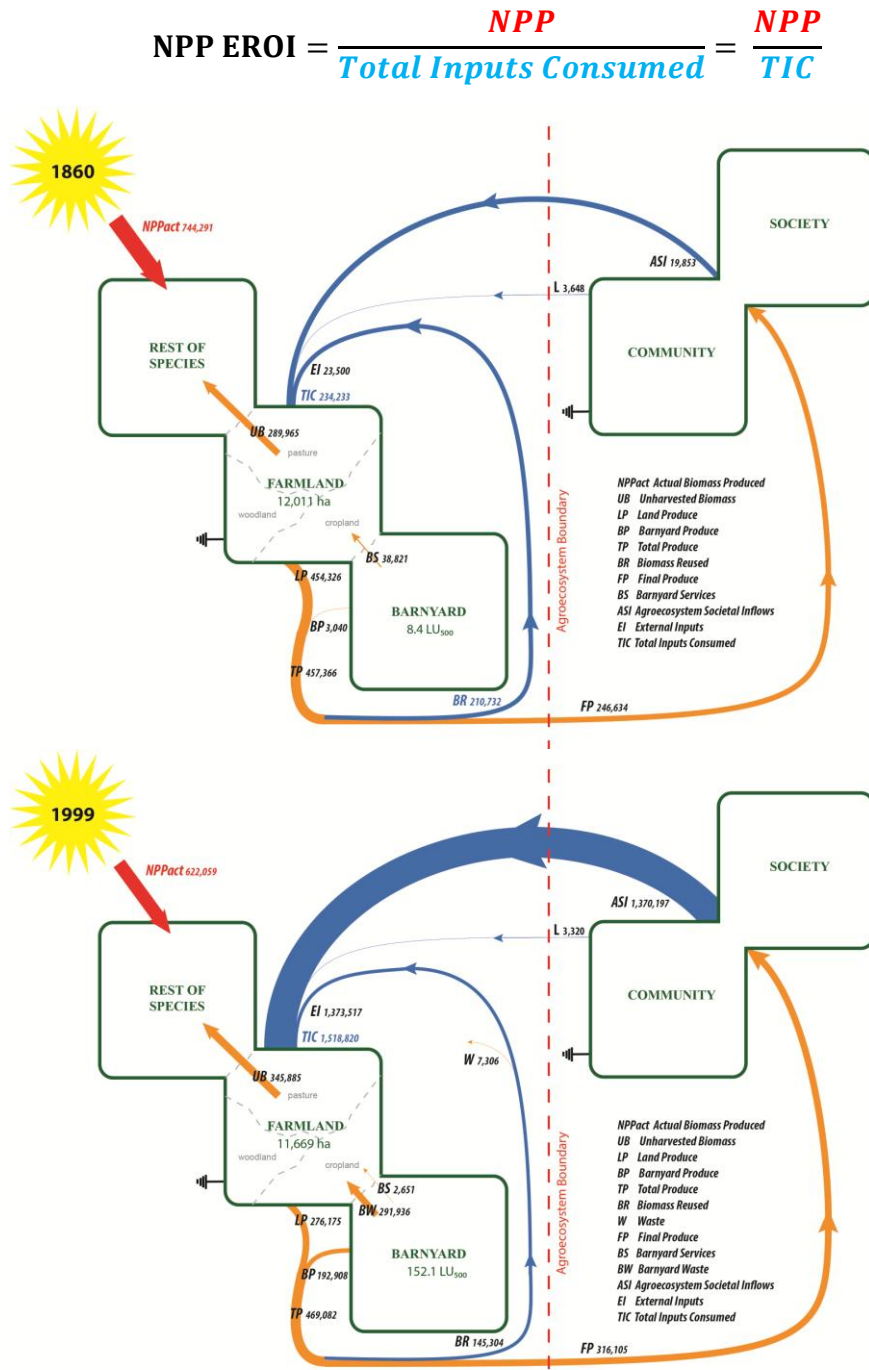 NPP EROI = NPP / Total Inputs Consumed = NPP / TIC
1860
NPPact 744,291
SOCIETY
ASI 19,853
L 3,648
REST OF
SPECIES
COMMUNITY
EI 23,500
TIC 234,233
UB 289,965
pasture
FARMLAND
12,011 ha
woodland
cropland
BS 38,821
LP 454,326
BARNYARD
8.4 LU500
BP 3,040
TP 457,366
BR 210,732
FP 246,634
Agroecosystem Boundary
NPPact Actual Biomass Produced
UB Unharvested Biomass
LP Land Produce
BP Barnyard Produce
TP Total Produce
BR Biomass Reused
FP Final Produce
BS Barnyard Services
ASI Agroecosystem Societal Inflows
EI External Inputs
TIC Total Inputs Consumed
1999
NPPact 622,059
SOCIETY
ASI 1,370,197
L 3,320
REST OF
SPECIES
COMMUNITY
EI 1,373,517
TIC 1,518,820
W 7,306
UB 345,885
pasture
FARMLAND
11,669 ha
woodland
cropland
BS 2,651
BW 291,936
LP 276,175
BARNYARD
152.1 LU500
BP 192,908
TP 469,082
BR 145,304
FP 316,105
Agroecosystem Boundary
NPPact Actual Biomass Produced
UB Unharvested Biomass
LP Land Produce
BP Barnyard Produce
TP Total Produce
BR Biomass Reused
W Waste
FP Final Produce
BS Barnyard Services
BW Barnyard Waste
ASI Agroecosystem Societal Inflows
EI External Inputs
TIC Total Inputs Consumed